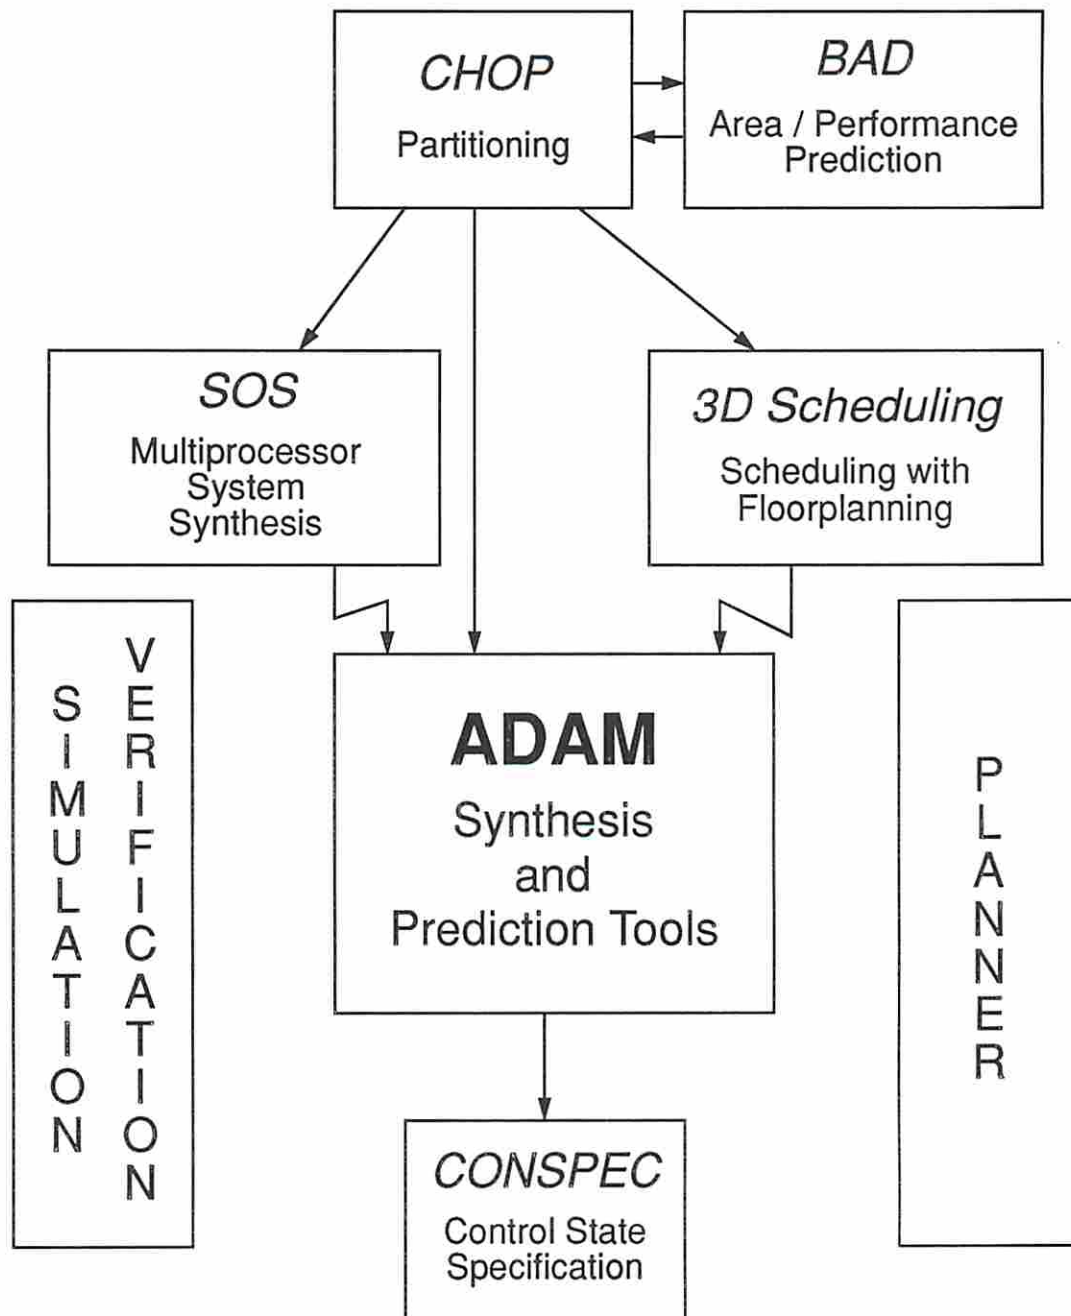 CHOP
Partitioning
BAD
Area / Performance
Prediction
SOS
Multiprocessor
System
Synthesis
3D Scheduling
Scheduling with
Floorplanning
SIMULATION
VERIFICATION
ADAM
Synthesis
and
Prediction Tools
PLANNER
CONSPEC
Control State
Specification